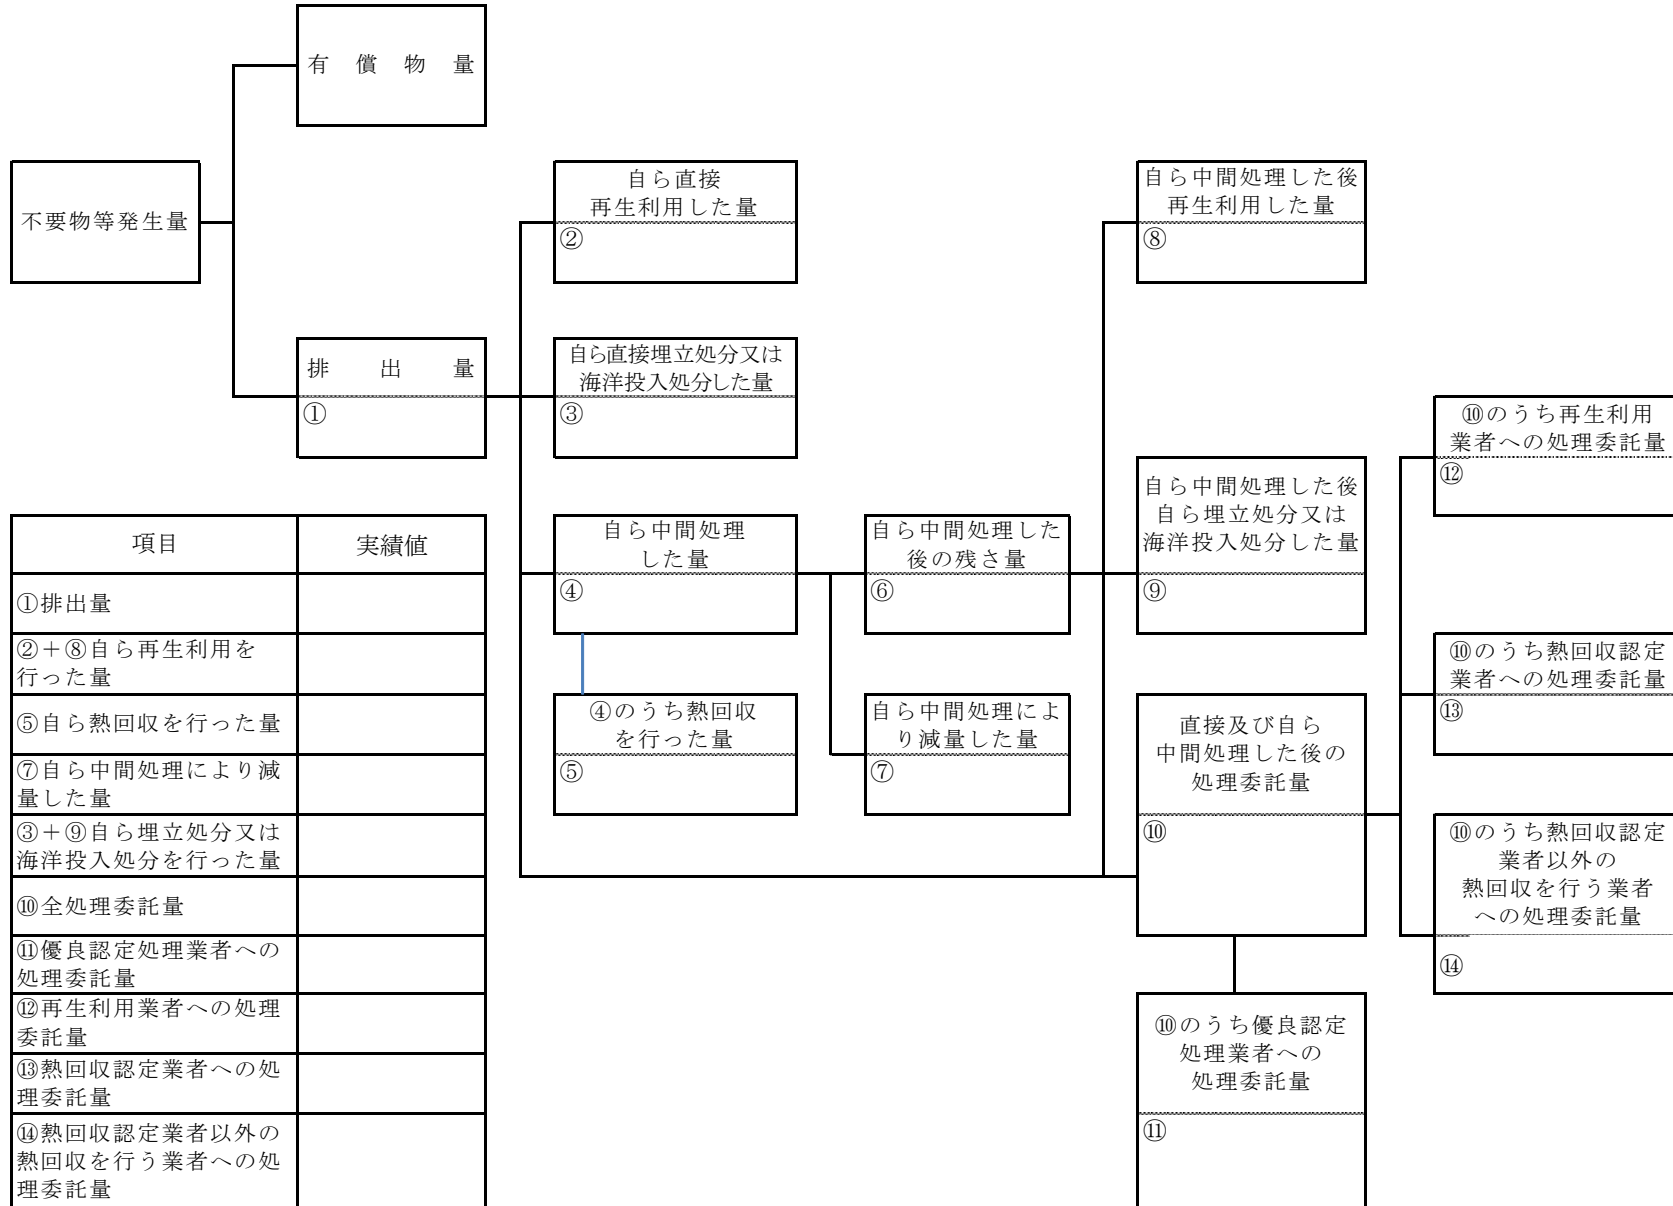 有償物量
不要物等発生量
排出量
①
自ら直接
再生利用した量
②
自ら直接埋立処分又は
海洋投入処分した量
③
自ら中間処理
した量
④
④のうち熱回収
を行った量
⑤
自ら中間処理した
後の残さ量
⑥
自ら中間処理によ
り減量した量
⑦
自ら中間処理した後
再生利用した量
⑧
自ら中間処理した後
自ら埋立処分又は
海洋投入処分した量
⑨
直接及び自ら
中間処理した後の
処理委託量
⑩
⑩のうち優良認定
処理業者への
処理委託量
⑪
⑩のうち再生利用
業者への処理委託量
⑫
⑩のうち熱回収認定
業者への処理委託量
⑬
⑩のうち熱回収認定
業者以外の
熱回収を行う業者
への処理委託量
⑭
項目
実績値
①排出量
②＋⑧自ら再生利用を
行った量
⑤自ら熱回収を行った量
⑦自ら中間処理により減
量した量
③＋⑨自ら埋立処分又は
海洋投入処分を行った量
⑩全処理委託量
⑪優良認定処理業者への
処理委託量
⑫再生利用業者への処理
委託量
⑬熱回収認定業者への処
理委託量
⑭熱回収認定業者以外の
熱回収を行う業者への処
理委託量